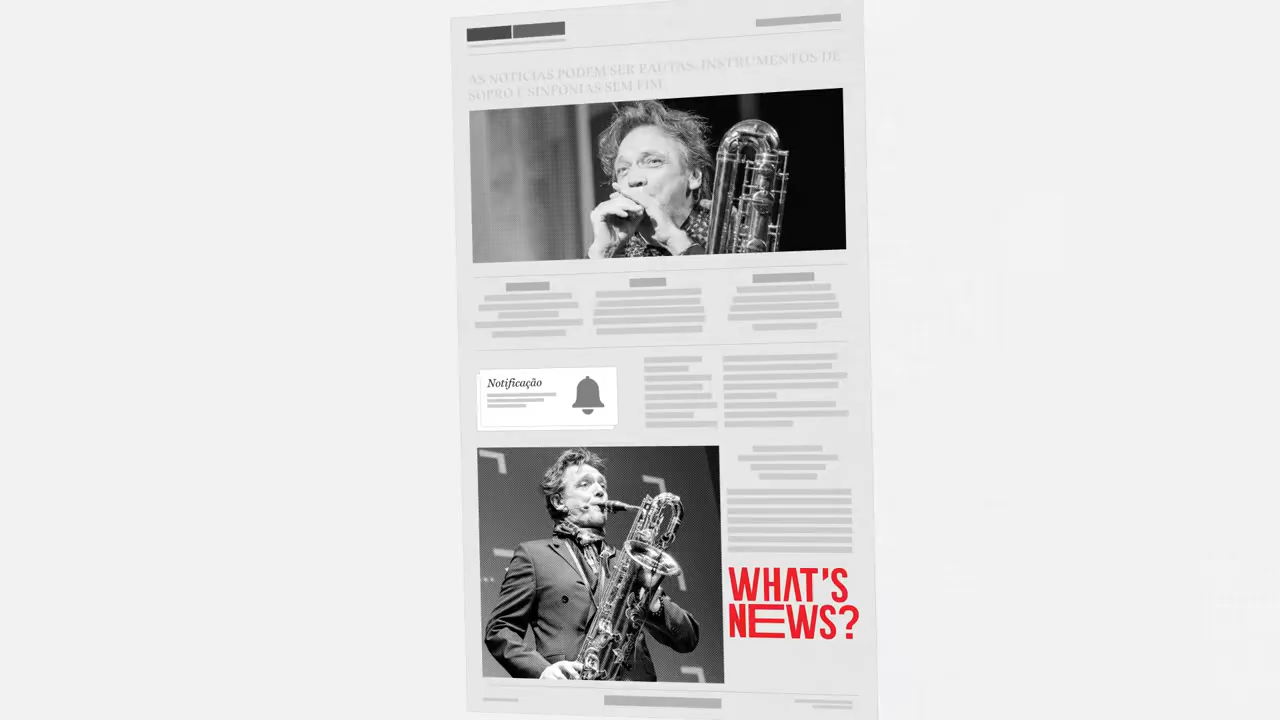 AS NOTÍCIAS PODEM SER PAUTAS, INSTRUMENTOS DE
SOPRO E SINFONIAS SEM FIM
Notificação
WHAT'S
NEWS?